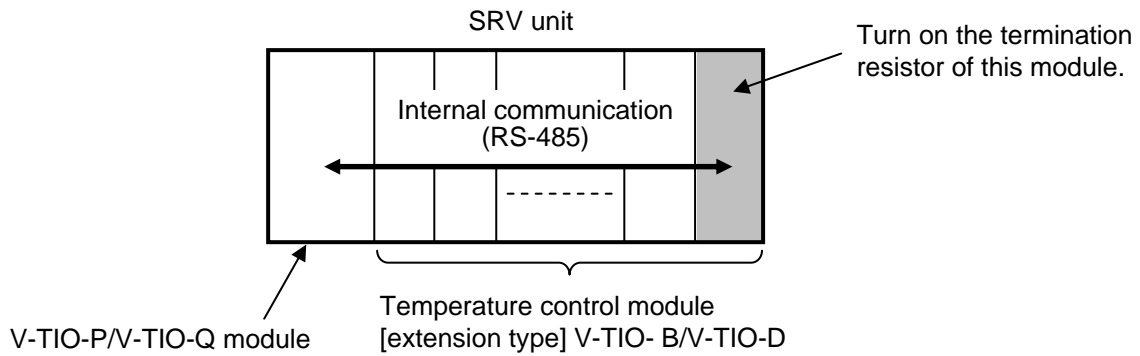 SRV unit
Turn on the termination
resistor of this module.
Internal communication
(RS-485)
V-TIO-P/V-TIO-Q module
Temperature control module
[extension type] V-TIO- B/V-TIO-D